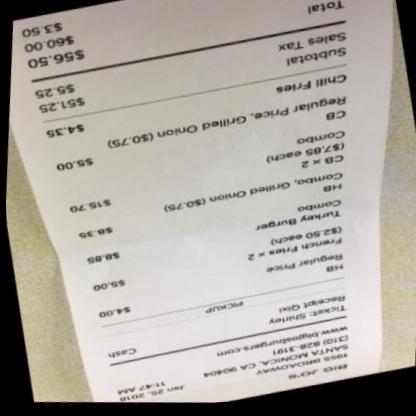 BIG JO'S
1955 BROADWAY
SANTA MONICA, CA 90404
(310) 828-3191
www.bigjosburgers.com
Jan 25, 2018
11:47 AM
Cash
Ticket: Shirley
Receipt Qixi
PICKUP
HB $4.00
Regular Price
French Fries × 2 $5.00
($2.50 each)
Turkey Burger $8.85
Combo
HB $8.35
Combo, Grilled Onion ($0.75)
CB × 2 $15.70
($7.85 each)
Combo
CB $5.00
Regular Price, Grilled Onion ($0.75)
Chili Fries $4.35
Subtotal $51.25
Sales Tax $5.25
Total $56.50
$60.00
$3.50